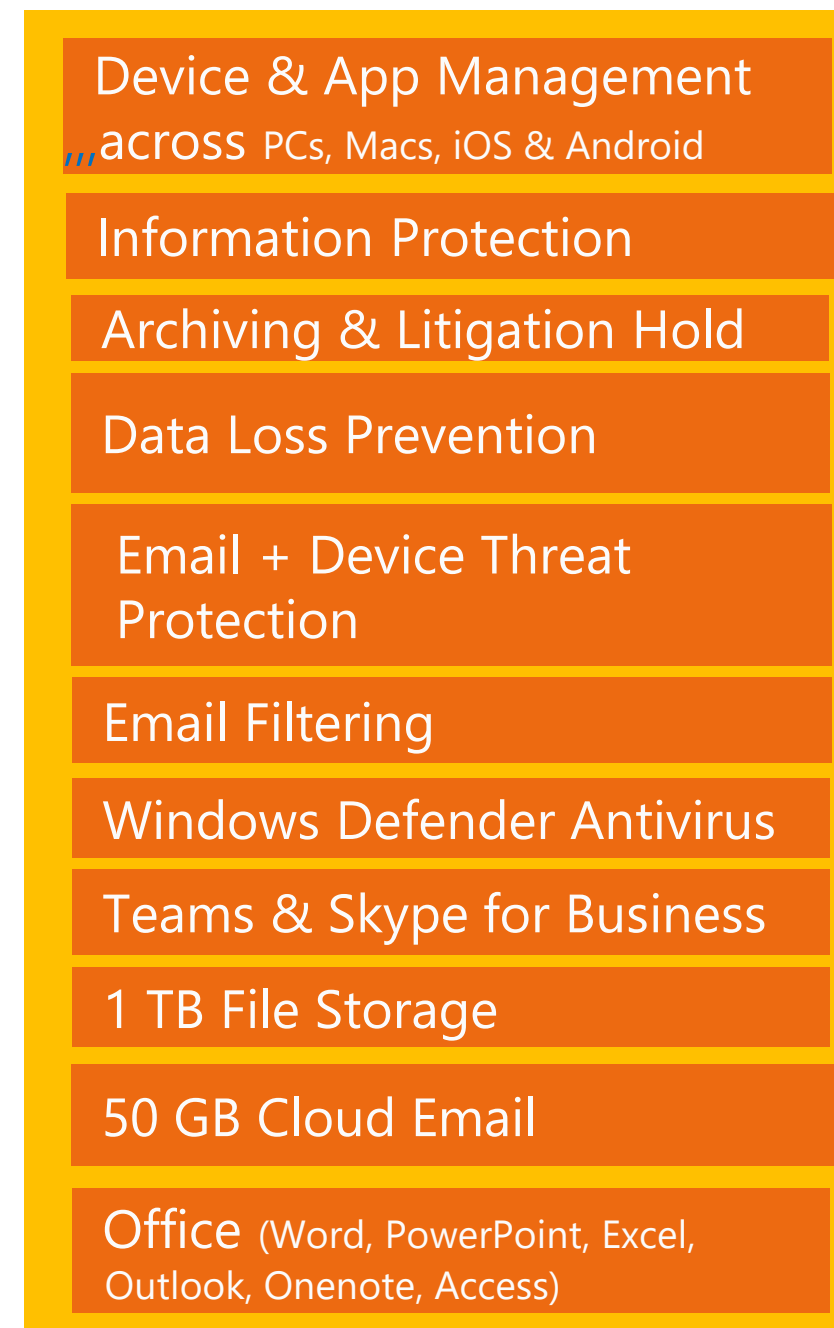 Device & App Management
,,,across PCs, Macs, iOS & Android
Information Protection
Archiving & Litigation Hold
Data Loss Prevention
Email + Device Threat
Protection
Email Filtering
Windows Defender Antivirus
Teams & Skype for Business
1 TB File Storage
50 GB Cloud Email
Office (Word, PowerPoint, Excel,
Outlook, Onenote, Access)